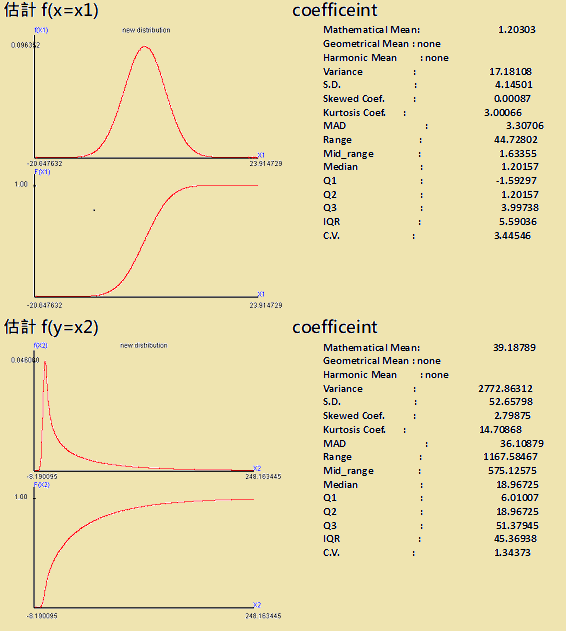 估計 f(x=x1)
coefficeint
new distribution
f(X1)
0.096352
X1
-20.847632
23.914729
F(X1)
1.00
X1
-20.847632
23.914729
Mathematical Mean: 1.20303
Geometrical Mean : none
Harmonic Mean : none
Variance : 17.18108
S.D. : 4.14501
Skewed Coef. : 0.00087
Kurtosis Coef. : 3.00066
MAD : 3.30706
Range : 44.72802
Mid_range : 1.63355
Median : 1.20157
Q1 : -1.59297
Q2 : 1.20157
Q3 : 3.99738
IQR : 5.59036
C.V. : 3.44546
估計 f(y=x2)
coefficeint
new distribution
f(X2)
X2
-8.190095
248.163445
F(X2)
1.00
X2
-8.190095
248.163445
Mathematical Mean: 39.18789
Geometrical Mean : none
Harmonic Mean : none
Variance : 2772.86312
S.D. : 52.65798
Skewed Coef. : 2.79875
Kurtosis Coef. : 14.70868
MAD : 36.10879
Range : 1167.58467
Mid_range : 575.12575
Median : 18.96725
Q1 : 6.01007
Q2 : 18.96725
Q3 : 51.37945
IQR : 45.36938
C.V. : 1.34373